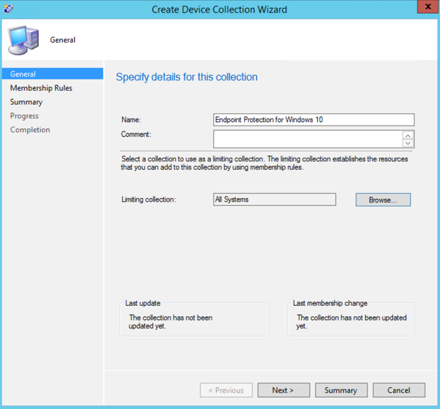 Create Device Collection Wizard
x
General
General
Membership Rules
Summary
Progress
Completion
Specify details for this collection
Name: Endpoint Protection for Windows 10
Comment:
Select a collection to use as a limiting collection. The limiting collection establishes the resources
that you can add to this collection by using membership rules.
Limiting collection: All Systems Browse...
Last update
The collection has not been
updated yet.
Last membership change
The collection has not been updated
yet.
< Previous Next > Summary Cancel